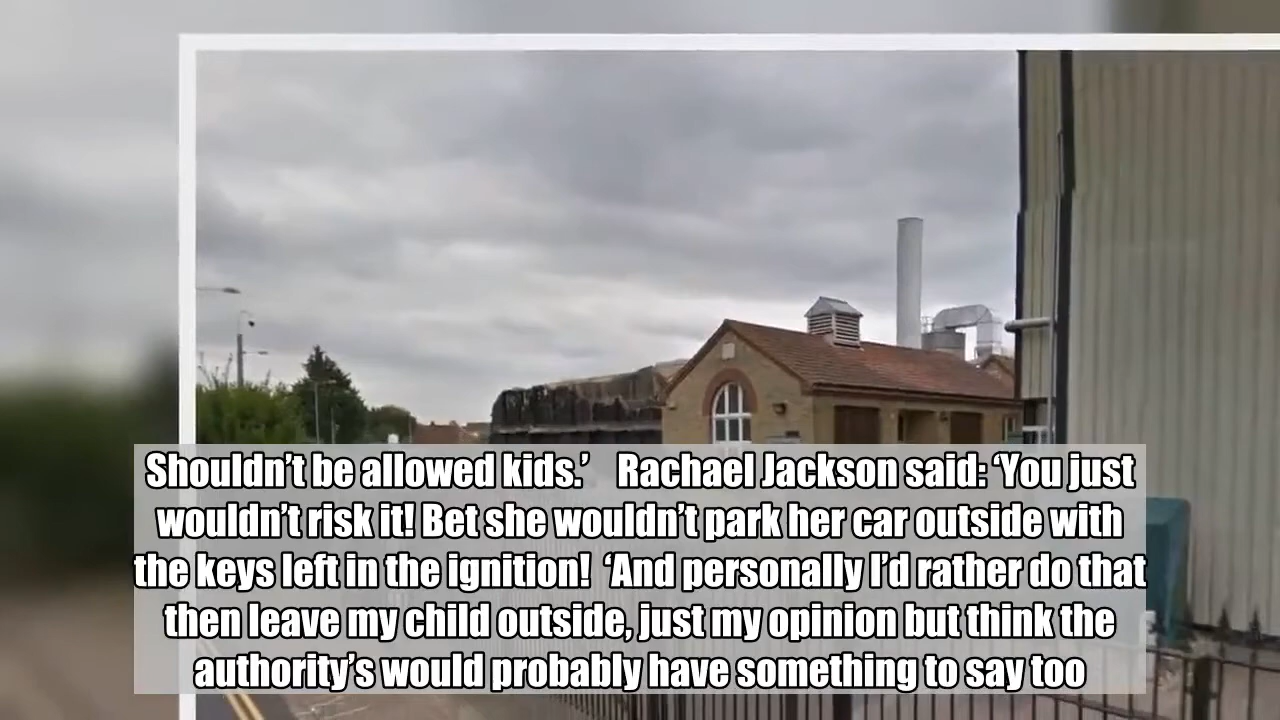 Shouldn’t be allowed kids.’    Rachael Jackson said: ‘You just
wouldn’t risk it! Bet she wouldn’t park her car outside with
the keys left in the ignition!  ‘And personally I’d rather do that
then leave my child outside, just my opinion but think the
authority’s would probably have something to say too